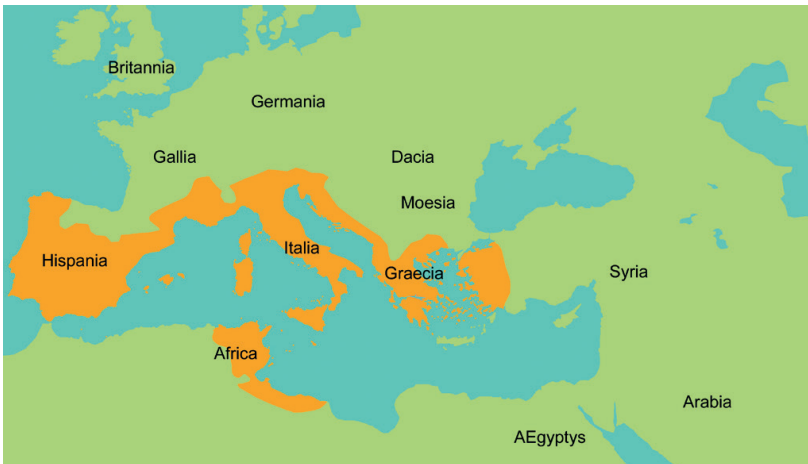 Britannia
Germania
Gallia
Dacia
Moesia
Hispania
Italia
Graecia
Syria
Africa
Arabia
AEgyptys